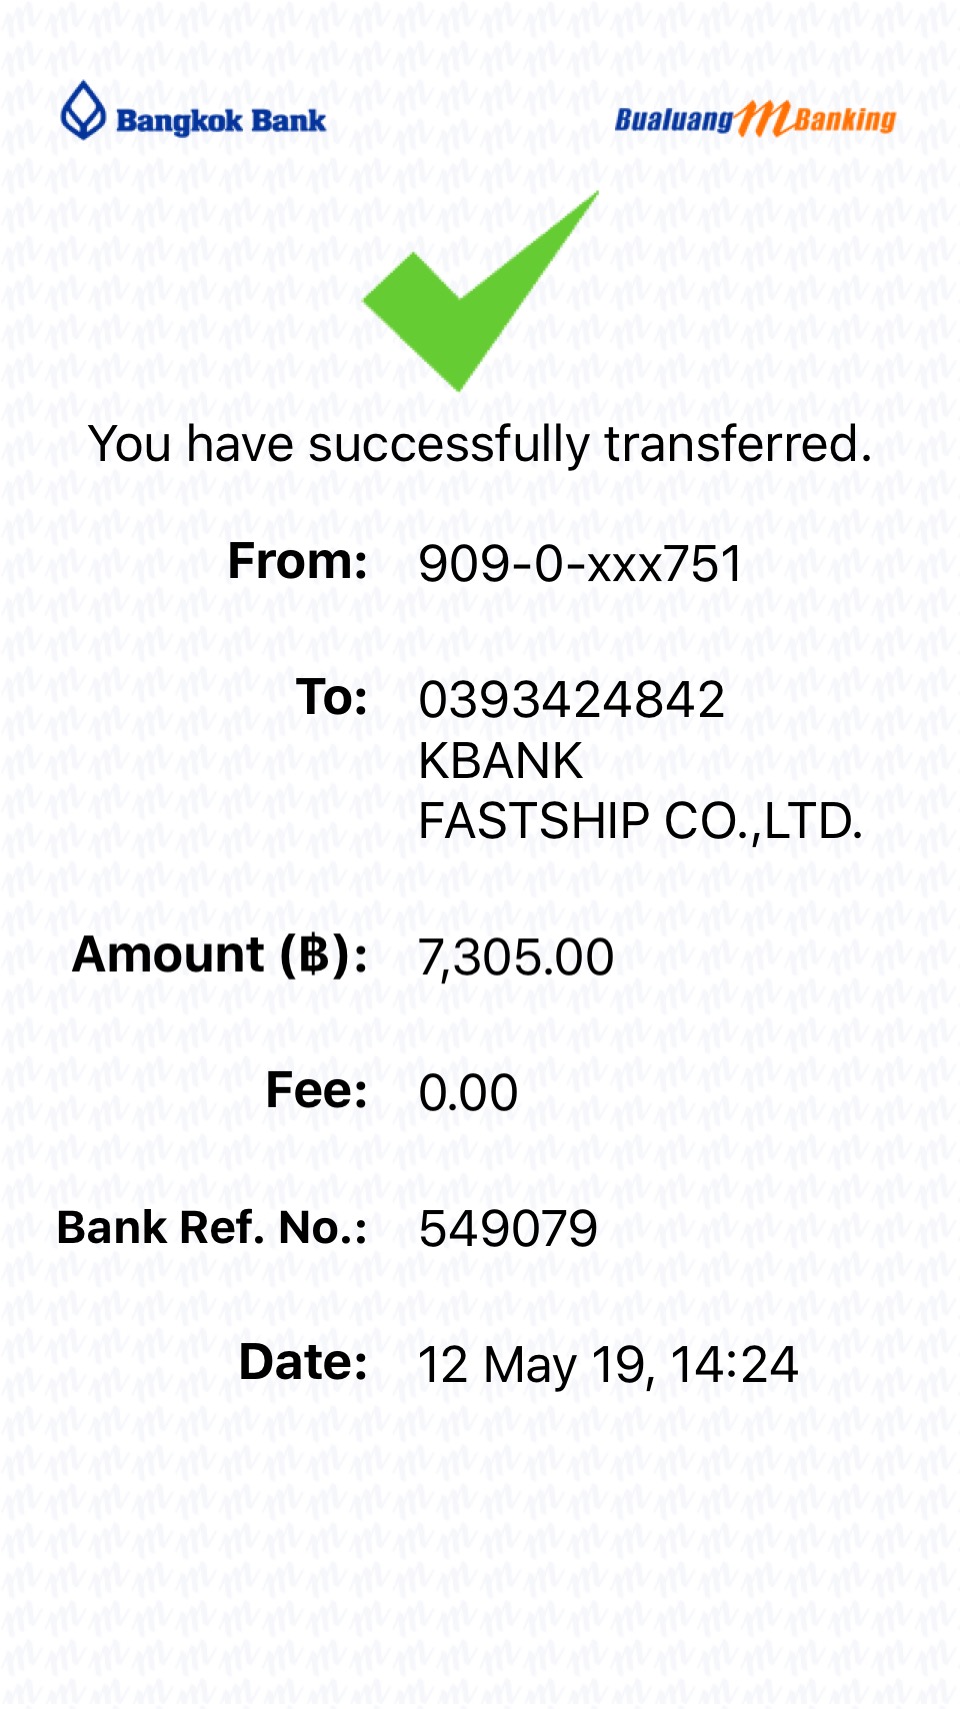 Bangkok Bank
Bualuang mBanking
You have successfully transferred.
From: 909-0-xxx751
To: 0393424842
KBANK
FASTSHIP CO.,LTD.
Amount (฿): 7,305.00
Fee: 0.00
Bank Ref. No.: 549079
Date: 12 May 19, 14:24